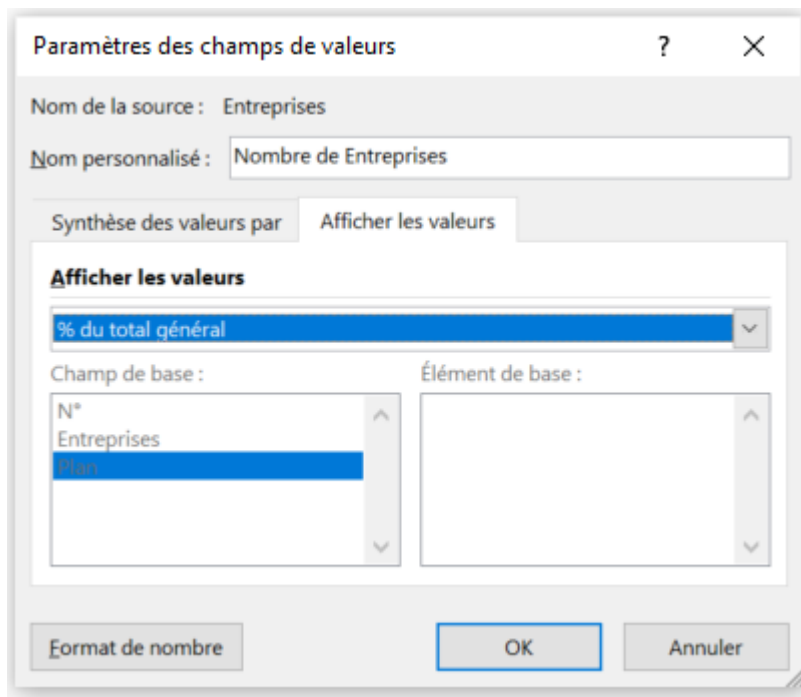 Paramètres des champs de valeurs ?
Nom de la source : Entreprises
Nom personnalisé : Nombre de Entreprises
Synthèse des valeurs par Afficher les valeurs
Afficher les valeurs
% du total général
Champ de base : Élément de base :
N°
Entreprises
Plan
Format de nombre OK Annuler